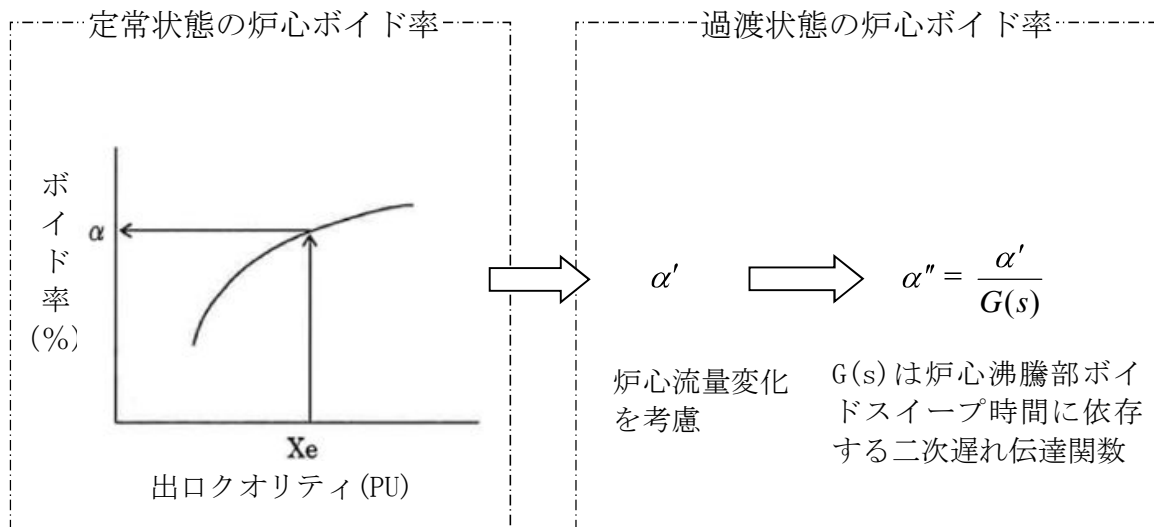 定常状態の炉心ボイド率
ボイド率(%)
α
Xe
出口クオリティ(PU)
過渡状態の炉心ボイド率
α′
炉心流量変化
を考慮
α″ = α′/G(s)
G(s)は炉心沸騰部ボイ
ドスイープ時間に依存
する二次遅れ伝達関数